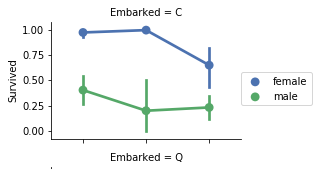 Embarked = C
1.00
0.75
0.50
0.25
0.00
Survived
female
male
Embarked = Q